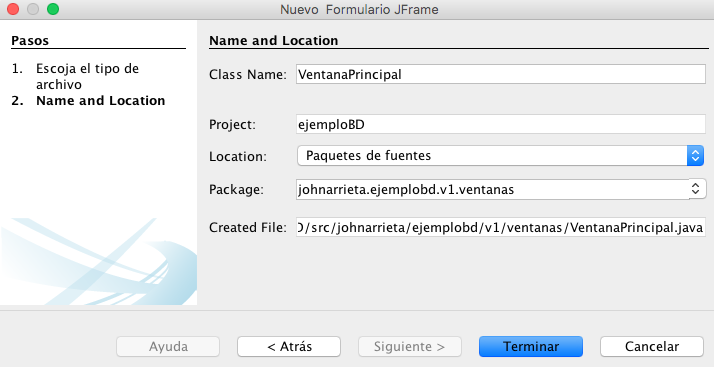 Nuevo Formulario JFrame
Pasos
1. Escoja el tipo de
archivo
2. Name and Location
Name and Location
Class Name: VentanaPrincipal
Project: ejemploBD
Location: Paquetes de fuentes
Package: johnarrieta.ejemplobd.v1.ventanas
Created File: D/src/johnarrieta/ejemplobd/v1/ventanas/VentanaPrincipal.java
Ayuda < Atrás Siguiente > Terminar Cancelar